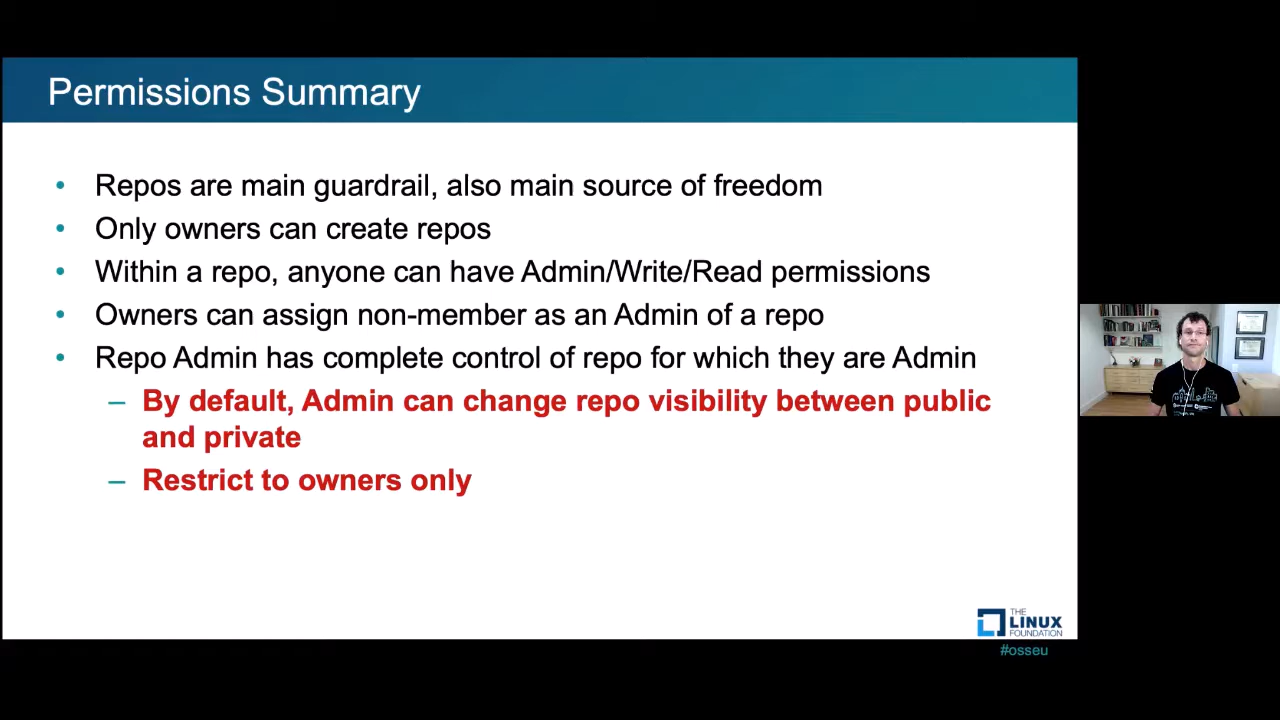 Permissions Summary
• Repos are main guardrail, also main source of freedom
• Only owners can create repos
• Within a repo, anyone can have Admin/Write/Read permissions
• Owners can assign non-member as an Admin of a repo
• Repo Admin has complete control of repo for which they are Admin
– By default, Admin can change repo visibility between public
and private
– Restrict to owners only
THE
LINUX
FOUNDATION
#osseu